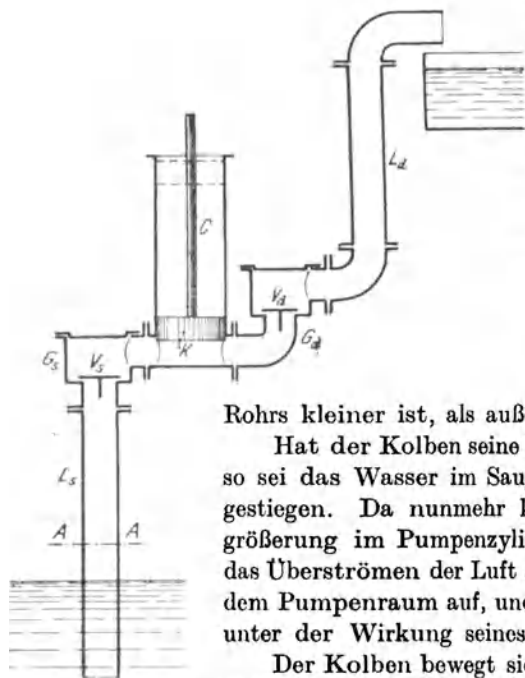 L_d
C
V_d
K
G_d
G_s
V_s
L_s
A A
Rohrs kleiner ist, als auß
Hat der Kolben seine
so sei das Wasser im Sau
gestiegen. Da nunmehr
größerung im Pumpenzyli
das Überströmen der Luft
dem Pumpenraum auf, und
unter der Wirkung seines
Der Kolben bewegt sic